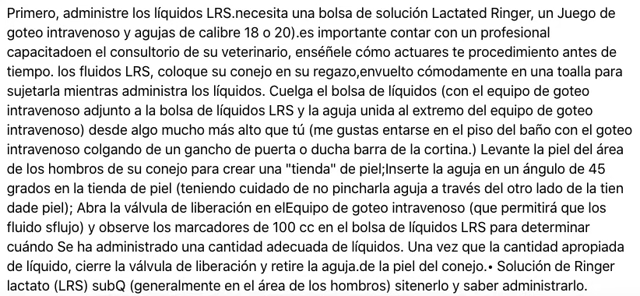 Primero, administre los líquidos LRS.necesita una bolsa de solución Lactated Ringer, un Juego de
goteo intravenoso y agujas de calibre 18 o 20).es importante contar con un profesional
capacitadoen el consultorio de su veterinario, enséñele cómo actuares te procedimiento antes de
tiempo. los fluidos LRS, coloque su conejo en su regazo,envuelto cómodamente en una toalla para
sujetarla mientras administra los líquidos. Cuelga el bolsa de líquidos (con el equipo de goteo
intravenoso adjunto a la bolsa de líquidos LRS y la aguja unida al extremo del equipo de goteo
intravenoso) desde algo mucho más alto que tú (me gustas entarse en el piso del baño con el goteo
intravenoso colgando de un gancho de puerta o ducha barra de la cortina.) Levante la piel del área
de los hombros de su conejo para crear una "tienda" de piel;Inserte la aguja en un ángulo de 45
grados en la tienda de piel (teniendo cuidado de no pincharla aguja a través del otro lado de la tien
dade piel); Abra la válvula de liberación en elEquipo de goteo intravenoso (que permitirá que los
fluido sflujo) y observe los marcadores de 100 cc en el bolsa de líquidos LRS para determinar
cuándo Se ha administrado una cantidad adecuada de líquidos. Una vez que la cantidad apropiada
de líquido, cierre la válvula de liberación y retire la aguja.de la piel del conejo.• Solución de Ringer
lactato (LRS) subQ (generalmente en el área de los hombros) sitenerlo y saber administrarlo.